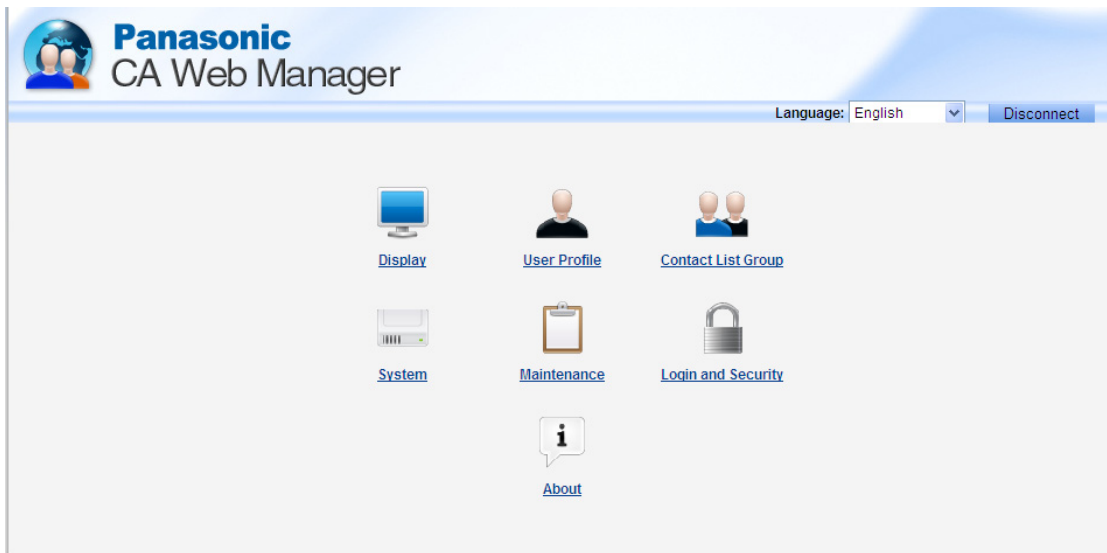 Panasonic
CA Web Manager
Language: English Disconnect
Display User Profile Contact List Group
System Maintenance Login and Security
i
About